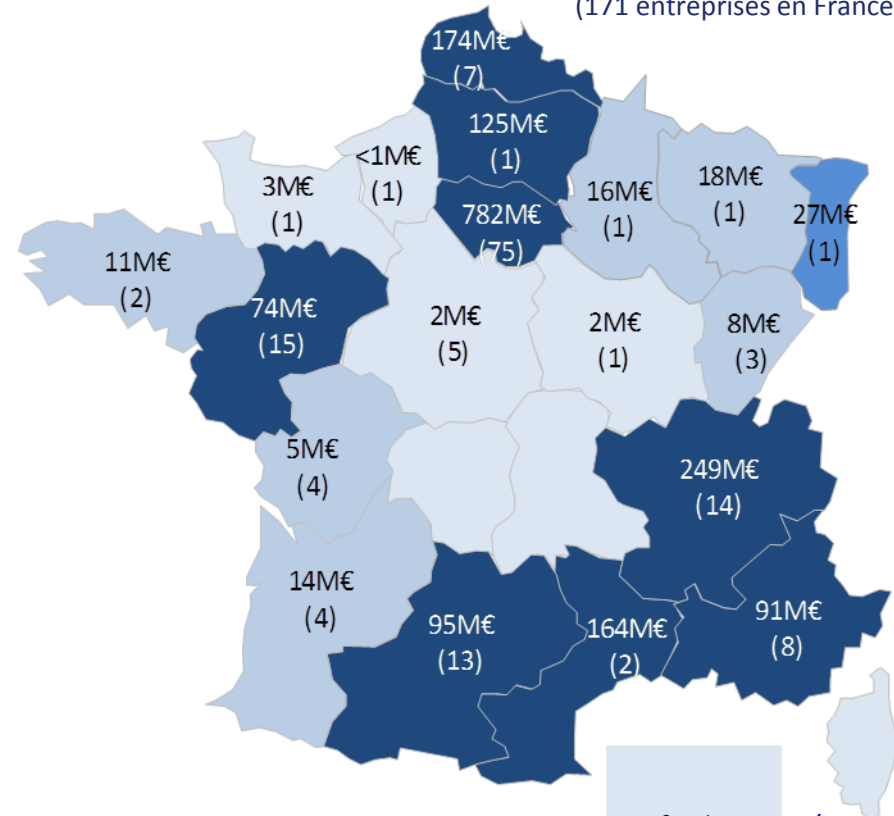 (171 entreprises en France
174M€
(7)
125M€
(1)
<1M€
(1)
3M€
(1)
782M€
(75)
16M€
(1)
18M€
(1)
27M€
(1)
11M€
(2)
74M€
(15)
2M€
(5)
2M€
(1)
8M€
(3)
5M€
(4)
249M€
(14)
14M€
(4)
95M€
(13)
164M€
(2)
91M€
(8)